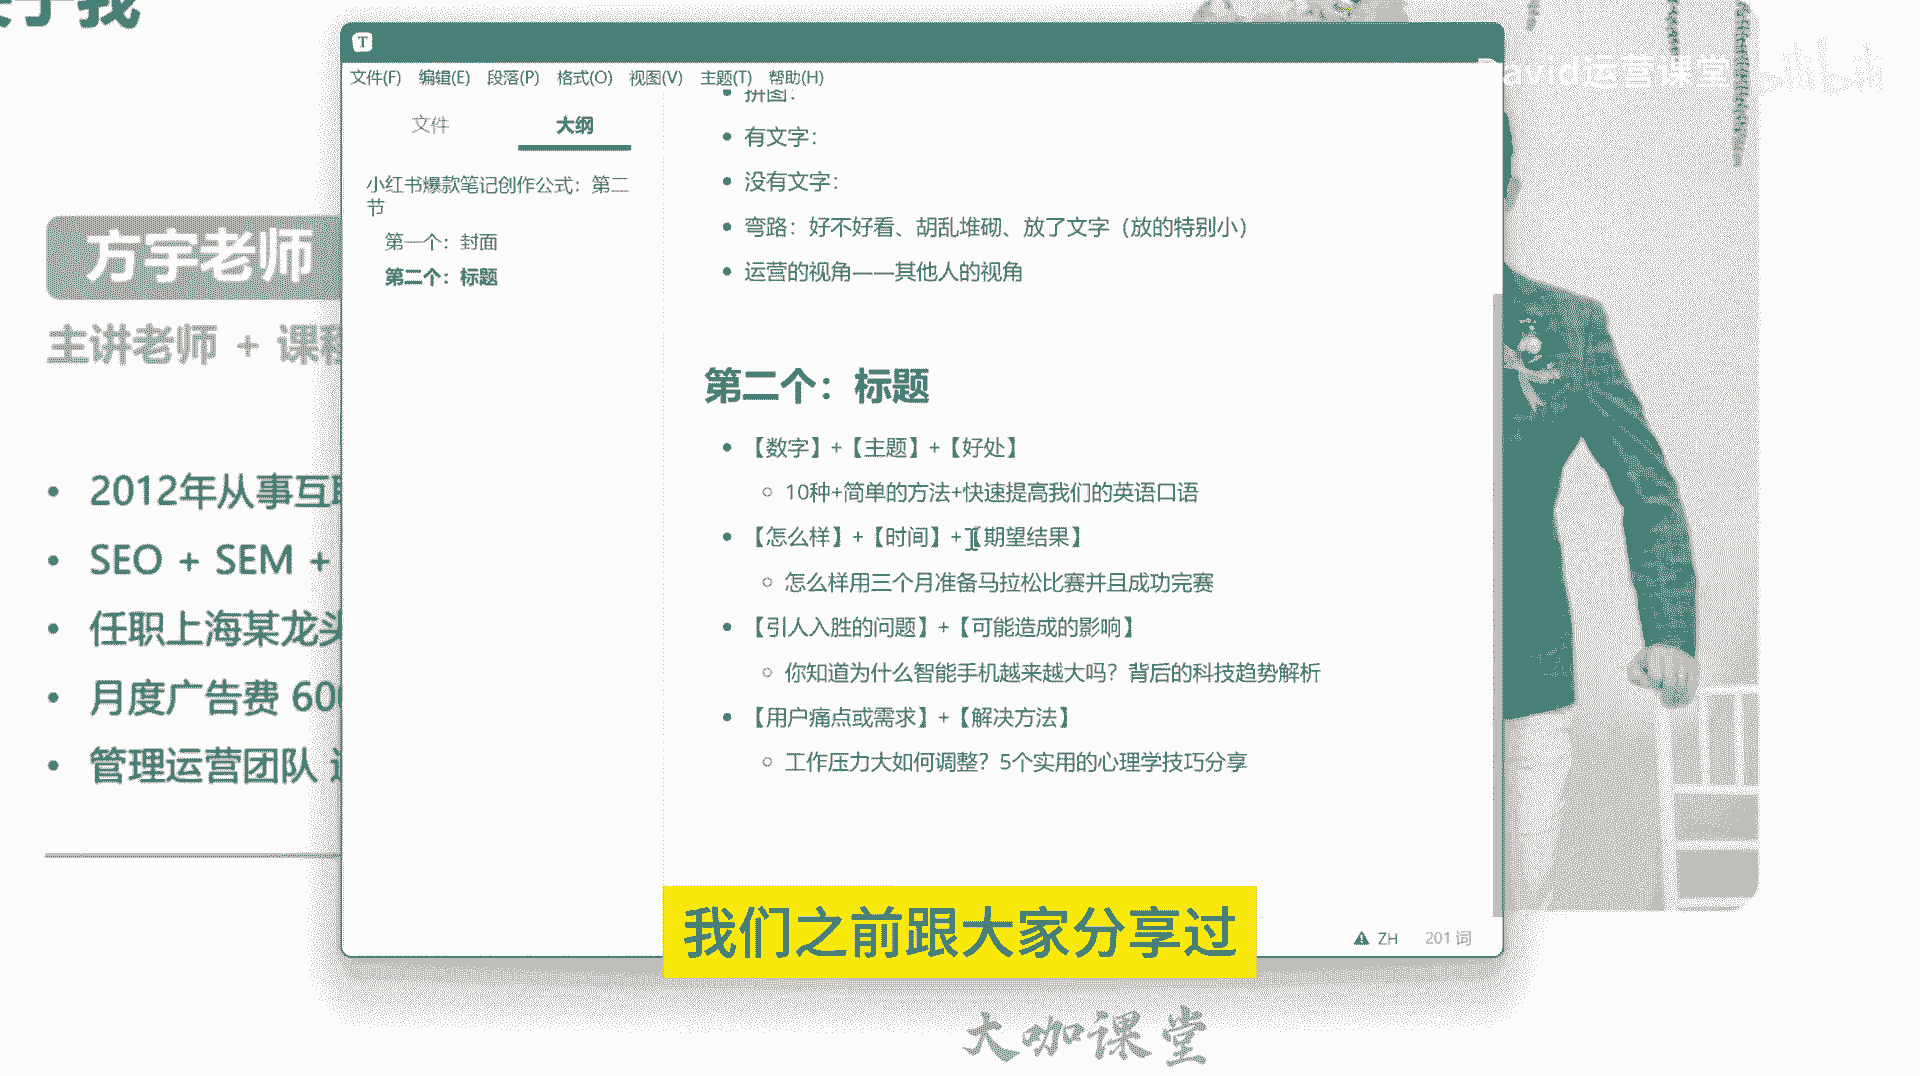 于我
David运营课堂
bilibili
T
文件(F) 编辑(E) 段落(P) 格式(O) 视图(V) 主题(T) 帮助(H)
文件
大纲
小红书爆款笔记创作公式：第二
节
第一个：封面
第二个：标题
拼图：
有文字：
没有文字：
弯路：好不好看、胡乱堆砌、放了文字（放的特别小）
运营的视角——其他人的视角
第二个：标题
【数字】+【主题】+【好处】
10种+简单的方法+快速提高我们的英语口语
【怎么样】+【时间】+【期望结果】
怎么样用三个月准备马拉松比赛并且成功完赛
【引人入胜的问题】+【可能造成的影响】
你知道为什么智能手机越来越大吗？背后的科技趋势解析
【用户痛点或需求】+【解决方法】
工作压力大如何调整？5个实用的心理学技巧分享
ZH 201 词
方宇老师
主讲老师 + 课程
2012年从事互联
SEO + SEM +
任职上海某龙头
月度广告费 600
管理运营团队
我们之前跟大家分享过
大咖课堂